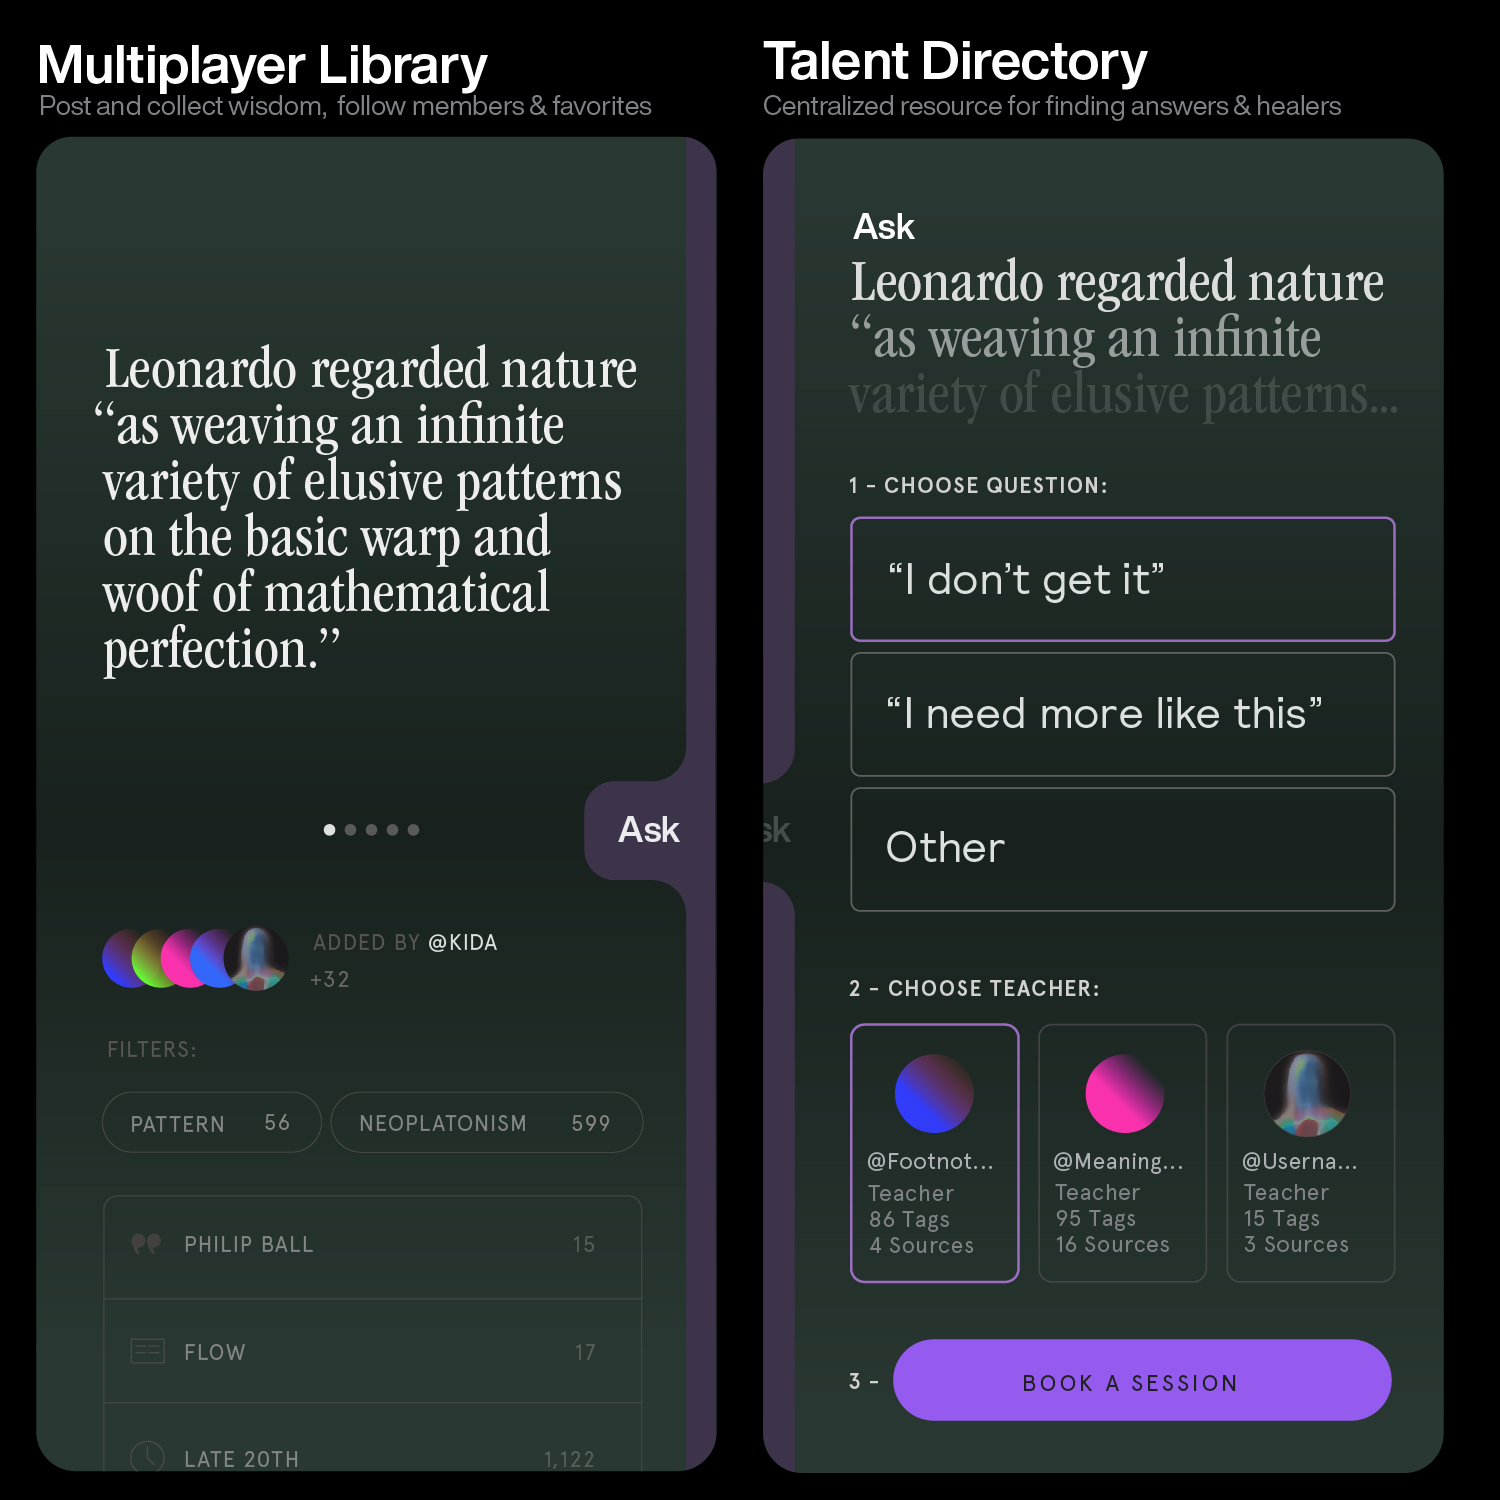 Multiplayer Library
Post and collect wisdom, follow members & favorites
Leonardo regarded nature
“as weaving an infinite
variety of elusive patterns
on the basic warp and
woof of mathematical
perfection.”
Ask
ADDED BY @KIDA
+32
FILTERS:
PATTERN 56
NEOPLATONISM 599
PHILIP BALL 15
FLOW 17
LATE 20TH 1,122
Talent Directory
Centralized resource for finding answers & healers
Ask
Leonardo regarded nature
“as weaving an infinite
variety of elusive patterns...
1 - CHOOSE QUESTION:
“I don’t get it”
“I need more like this”
sk
Other
2 - CHOOSE TEACHER:
@Footnot...
Teacher
86 Tags
4 Sources
@Meaning...
Teacher
95 Tags
16 Sources
@Userna...
Teacher
15 Tags
3 Sources
3 -
BOOK A SESSION